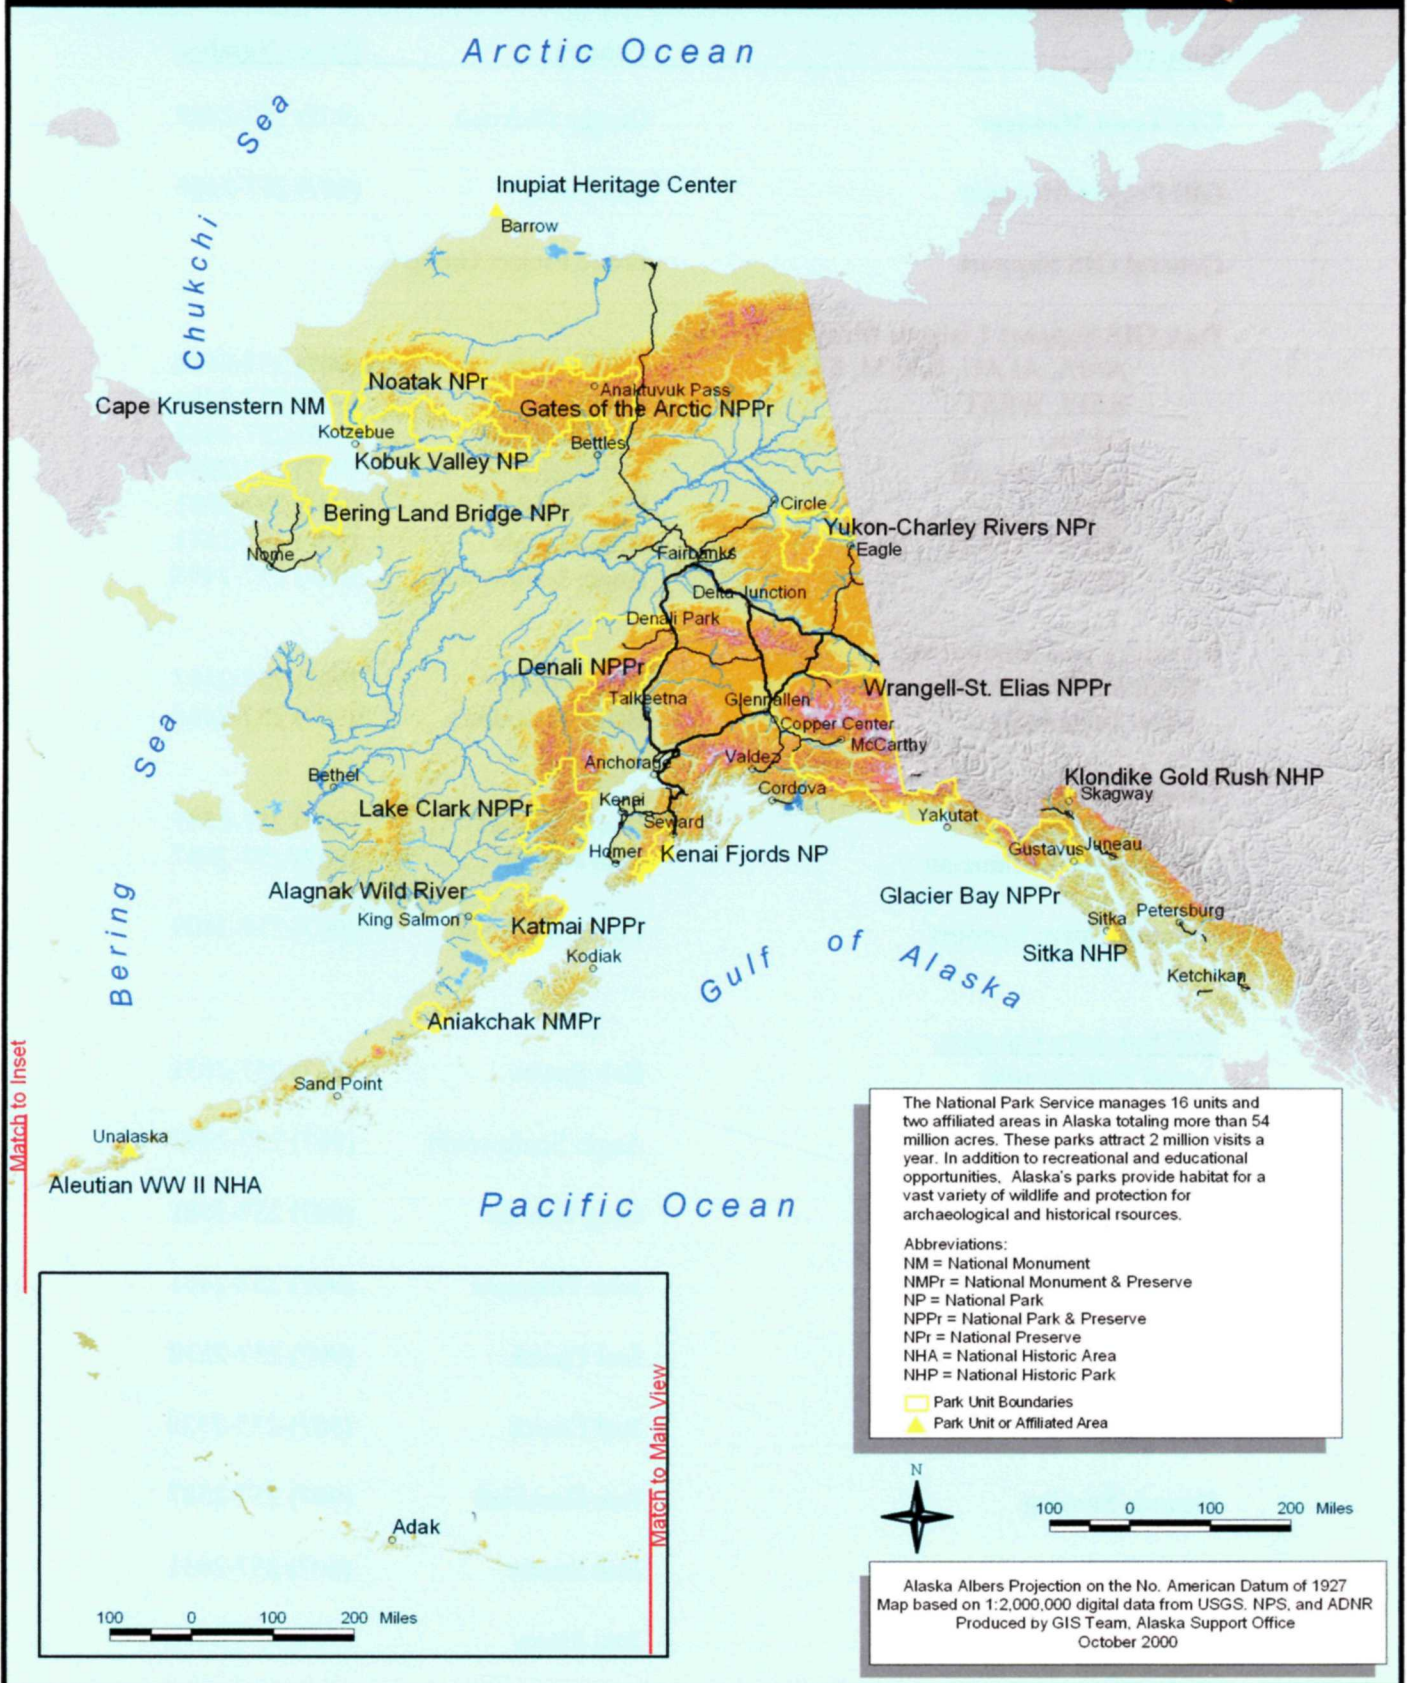 Arctic Ocean
Chukchi Sea
Inupiat Heritage Center
Barrow
Noatak NPr
Anaktuvuk Pass
Cape Krusenstern NM
Gates of the Arctic NPPr
Kotzebue
Bettles
Kobuk Valley NP
Circle
Bering Land Bridge NPr
Yukon-Charley Rivers NPr
Nome
Fairbanks
Eagle
Delta Junction
Denali Park
Denali NPPr
Wrangell-St. Elias NPPr
Talkeetna
Glennallen
Copper Center
McCarthy
Bering Sea
Anchorage
Valdez
Bethel
Klondike Gold Rush NHP
Cordova
Skagway
Lake Clark NPPr
Kenai
Seward
Yakutat
Homer
Kenai Fjords NP
Gustavus
Juneau
Alagnak Wild River
Glacier Bay NPPr
King Salmon
Katmai NPPr
Sitka
Petersburg
Kodiak
Gulf of Alaska
Sitka NHP
Ketchikan
Aniakchak NMPr
Match to Inset
Sand Point
Unalaska
Aleutian WW II NHA
Pacific Ocean
The National Park Service manages 16 units and
two affiliated areas in Alaska totaling more than 54
million acres. These parks attract 2 million visits a
year. In addition to recreational and educational
opportunities, Alaska's parks provide habitat for a
vast variety of wildlife and protection for
archaeological and historical rsources.
Abbreviations:
NM = National Monument
NMPr = National Monument & Preserve
NP = National Park
NPPr = National Park & Preserve
NPr = National Preserve
NHA = National Historic Area
NHP = National Historic Park
Park Unit Boundaries
Park Unit or Affiliated Area
Match to Main View
Adak
100 0 100 200 Miles
N
100 0 100 200 Miles
Alaska Albers Projection on the No. American Datum of 1927
Map based on 1:2,000,000 digital data from USGS. NPS, and ADNR
Produced by GIS Team, Alaska Support Office
October 2000